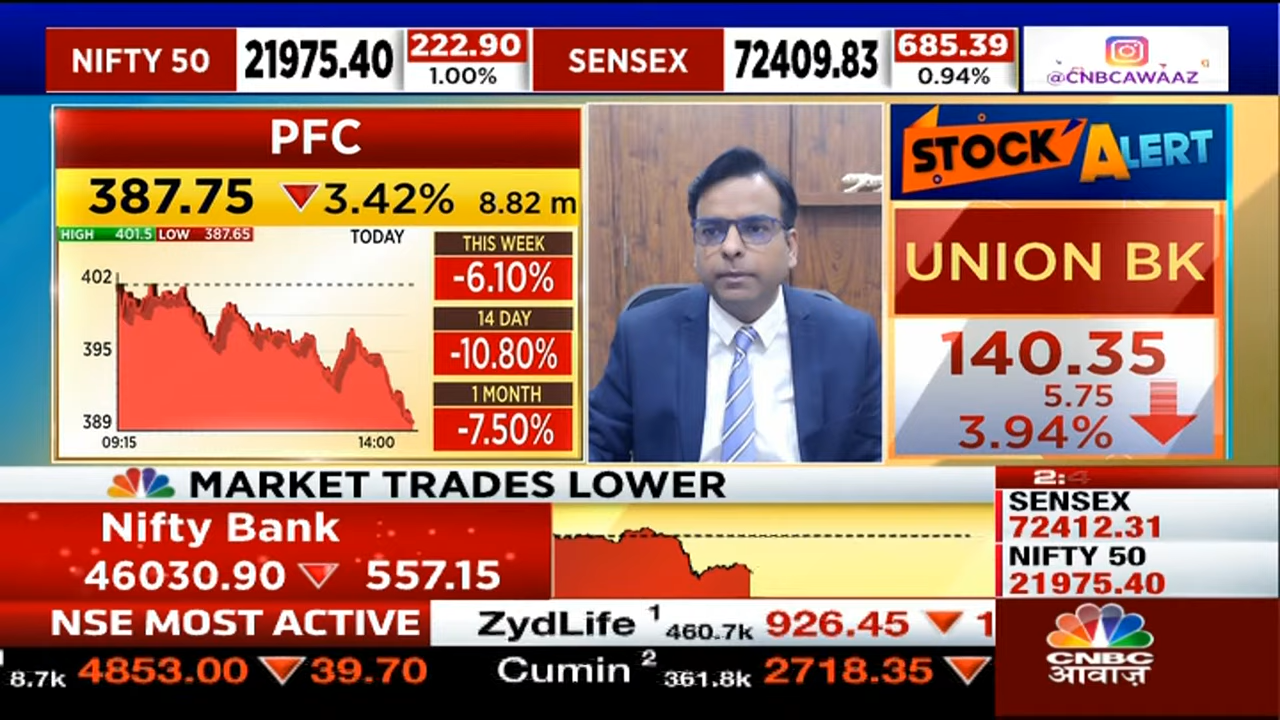 NIFTY 50 21975.40 222.90 1.00% SENSEX 72409.83 685.39 0.94%
@CNBCAWAAZ
PFC
387.75 3.42% 8.82 m
HIGH 401.5 LOW 387.65 TODAY
402
395
389
09:15 14:00
THIS WEEK
-6.10%
14 DAY
-10.80%
1 MONTH
-7.50%
STOCK ALERT
UNION BK
140.35
5.75
3.94%
MARKET TRADES LOWER
Nifty Bank
46030.90 557.15
SENSEX
72412.31
NIFTY 50
21975.40
NSE MOST ACTIVE ZydLife 1 460.7k 926.45 1
8.7k 4853.00 39.70 Cumin 2 361.8k 2718.35
CNBC
आवाज़